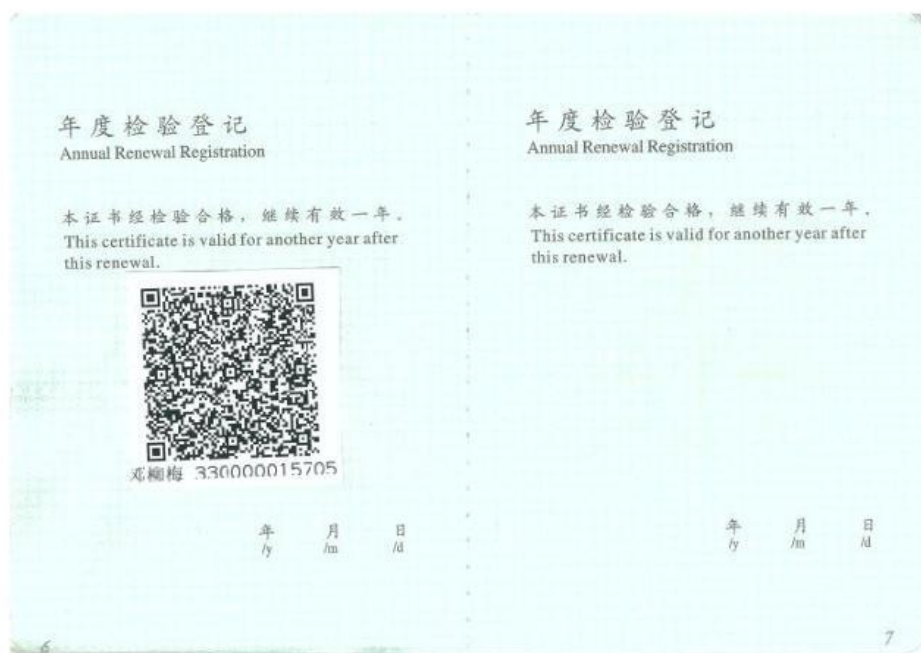 年度检验登记
Annual Renewal Registration
本证书经检验合格，继续有效一年。
This certificate is valid for another year after
this renewal.
邓柳梅 330000015705
年 月 日
/y /m /d
6
年度检验登记
Annual Renewal Registration
本证书经检验合格，继续有效一年。
This certificate is valid for another year after
this renewal.
年 月 日
/y /m /d
7